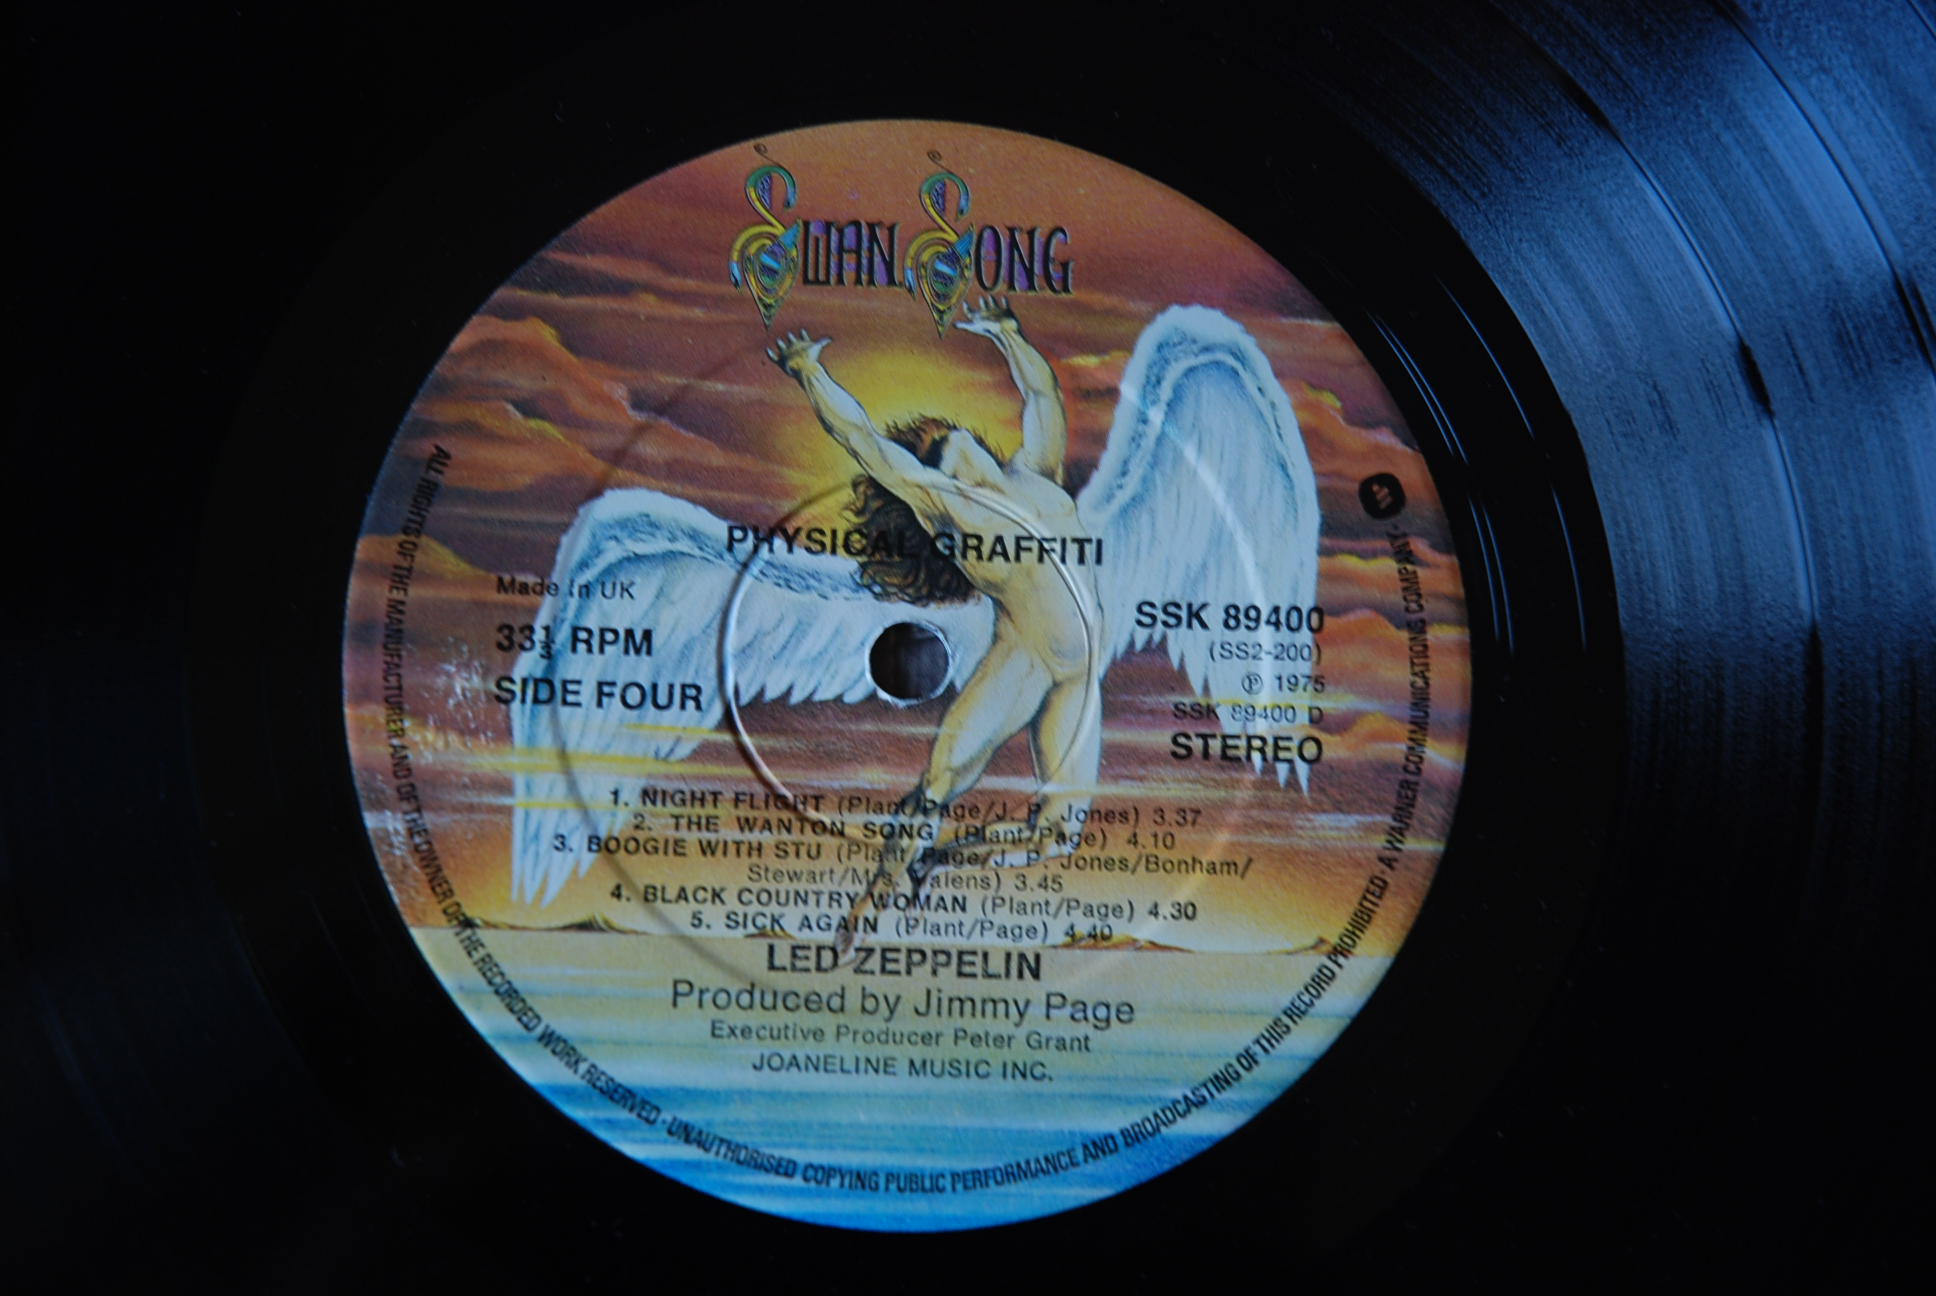 SWAN SONG
PHYSICAL GRAFFITI
Made in UK
33⅓ RPM
SIDE FOUR
SSK 89400
(SS2-200)
℗ 1975
SSK 89400 D
STEREO
1. NIGHT FLIGHT (Plant/Page/J. P. Jones) 3.37
2. THE WANTON SONG (Plant/Page) 4.10
3. BOOGIE WITH STU (Plant/Page/J. P. Jones/Bonham/
Stewart/Mrs. Valens) 3.45
4. BLACK COUNTRY WOMAN (Plant/Page) 4.30
5. SICK AGAIN (Plant/Page) 4.40
LED ZEPPELIN
Produced by Jimmy Page
Executive Producer Peter Grant
JOANELINE MUSIC INC.
ALL RIGHTS OF THE MANUFACTURER AND OF THE OWNER OF THE RECORDED WORK RESERVED · UNAUTHORISED COPYING PUBLIC PERFORMANCE AND BROADCASTING OF THIS RECORD PROHIBITED · A WARNER COMMUNICATIONS COMPANY ·